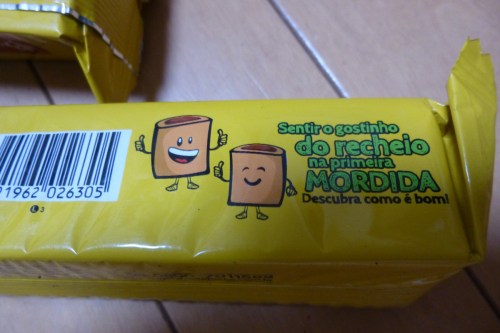 Sentir o gostinho
do recheio
na primeira
MORDIDA
Descubra como é bom!
91962 026305